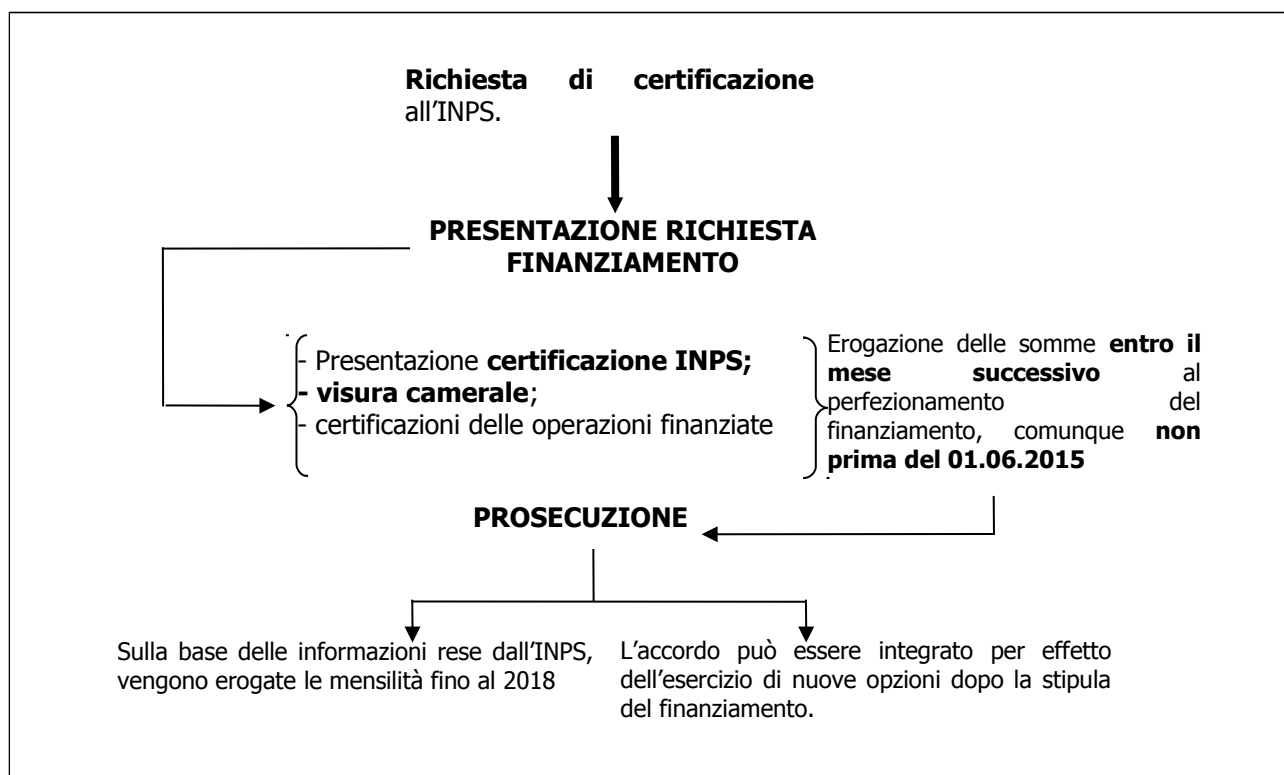 Richiesta di certificazione
all’INPS.
PRESENTAZIONE RICHIESTA
FINANZIAMENTO
- Presentazione certificazione INPS;
- visura camerale;
- certificazioni delle operazioni finanziate
Erogazione delle somme entro il
mese successivo al
perfezionamento del
finanziamento, comunque non
prima del 01.06.2015
PROSECUZIONE
Sulla base delle informazioni rese dall’INPS,
vengono erogate le mensilità fino al 2018
L’accordo può essere integrato per effetto
dell’esercizio di nuove opzioni dopo la stipula
del finanziamento.